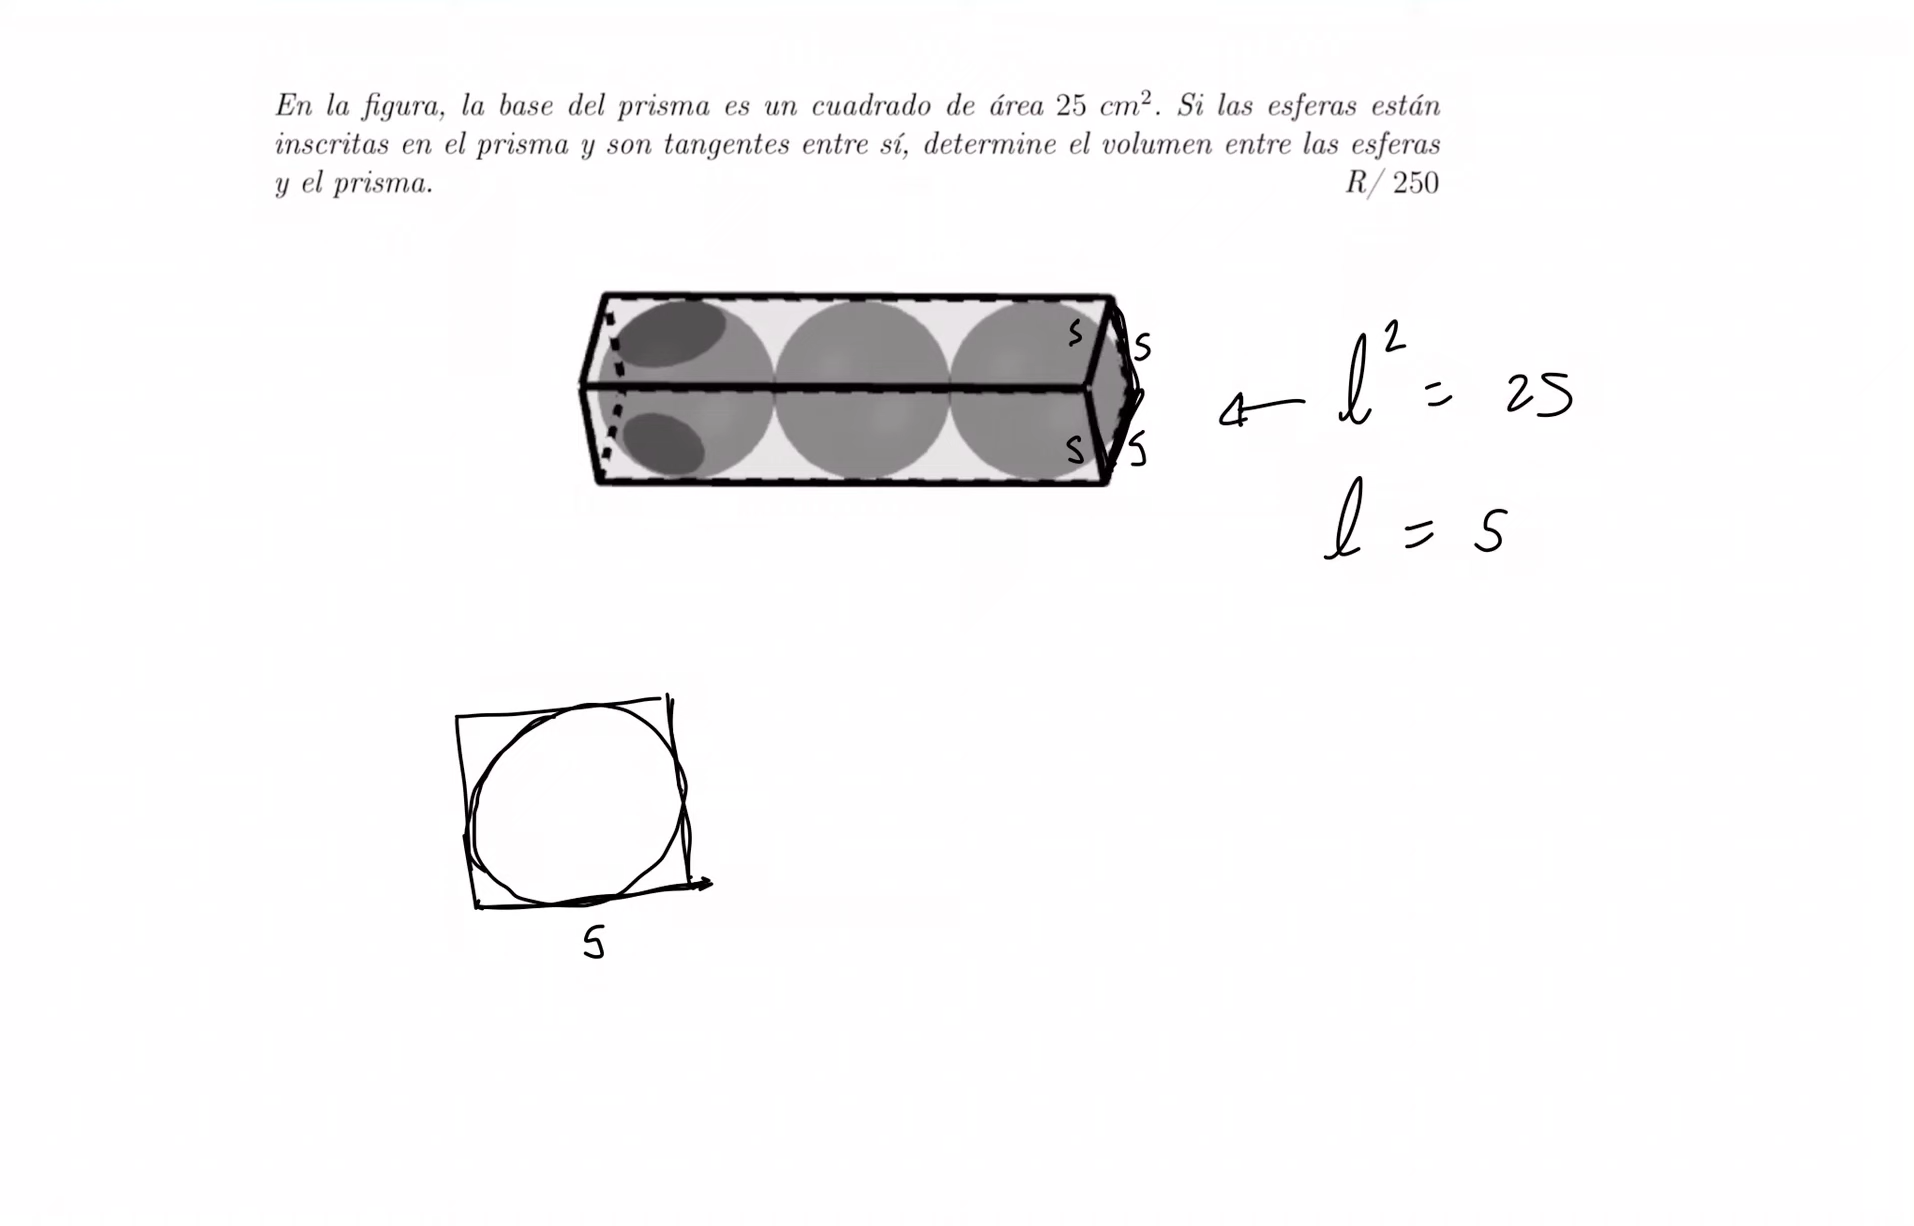 En la figura, la base del prisma es un cuadrado de área 25 cm². Si las esferas están
inscritas en el prisma y son tangentes entre sí, determine el volumen entre las esferas
y el prisma. R/ 250
5 5
l² = 25
5 5
l = 5
5